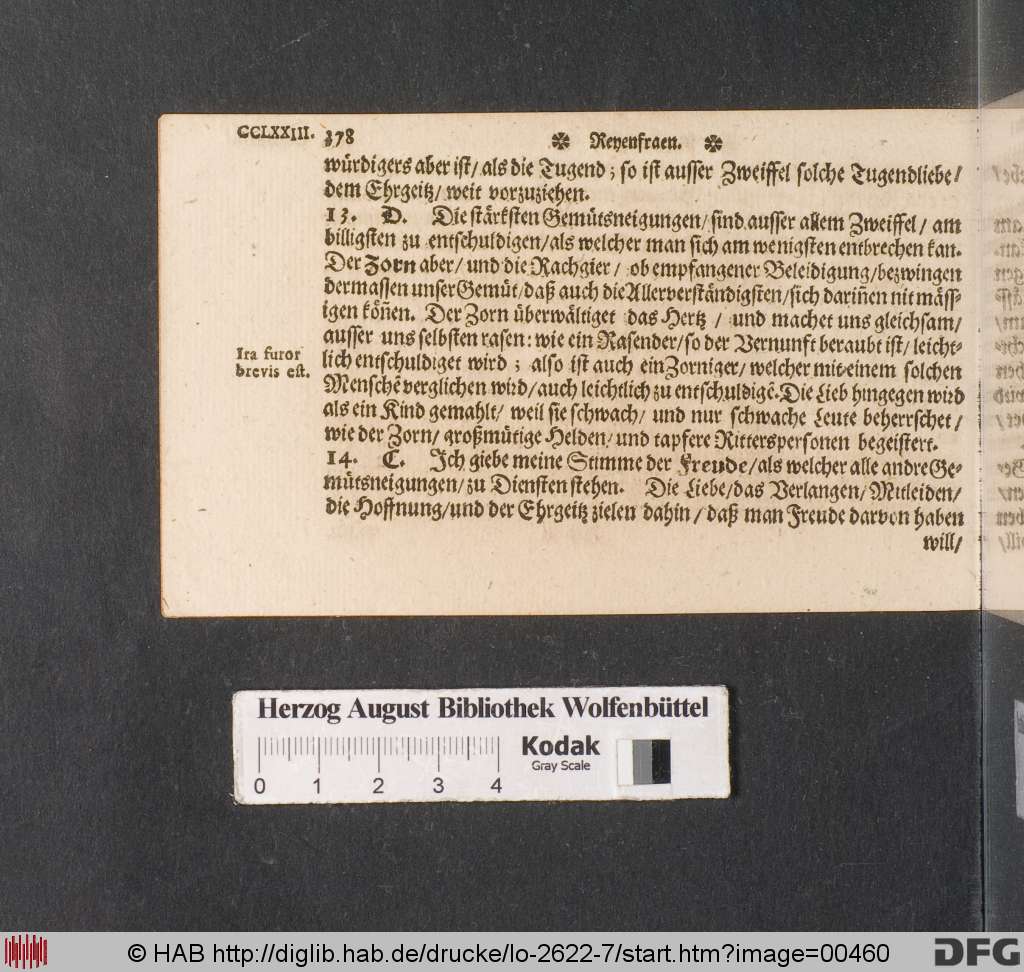 CCLXXIII. 378 ✼ Reyenfraen. ✼
würdigers aber ist/ als die Tugend; so ist ausser Zweiffel solche Tugendliebe/
dem Ehrgeitz/ weit vorzuziehen.
13. D. Die stärksten Gemütsneigungen/ sind ausser allem Zweiffel/ am
billigsten zu entschuldigen/ als welcher man sich am wenigsten entbrechen kan.
Der Zorn aber/ und die Rachgier/ ob empfangener Beleidigung/ bezwingen
dermassen unser Gemüt/ daß auch die Allerverständigsten/ sich dariñen nit mäss-
igen köñen. Der Zorn überwältiget das Hertz/ und machet uns gleichsam/
ausser uns selbsten rasen: wie ein Rasender/ so der Vernunft beraubt ist/ leicht-
lich entschuldiget wird; also ist auch ein Zorniger/ welcher mit einem solchen
Menschẽ verglichen wird/ auch leichtlich zu entschuldigẽ. Die Lieb hingegen wird
als ein Kind gemahlt/ weil sie schwach/ und nur schwache Leute beherrschet/
wie der Zorn/ großmütige Helden/ und tapfere Rittersperſonen begeistert.
14. C. Ich giebe meine Stimme der Freude/ als welcher alle andre Ge-
mütsneigungen/ zu Diensten stehen. Die Liebe/ das Verlangen/ Mitleiden/
die Hoffnung/ und der Ehrgeitz zielen dahin/ daß man Freude darvon haben
will/
Ira furor
brevis est.
Herzog August Bibliothek Wolfenbüttel
Kodak
Gray Scale
0 1 2 3 4
© HAB http://diglib.hab.de/drucke/lo-2622-7/start.htm?image=00460
DFG